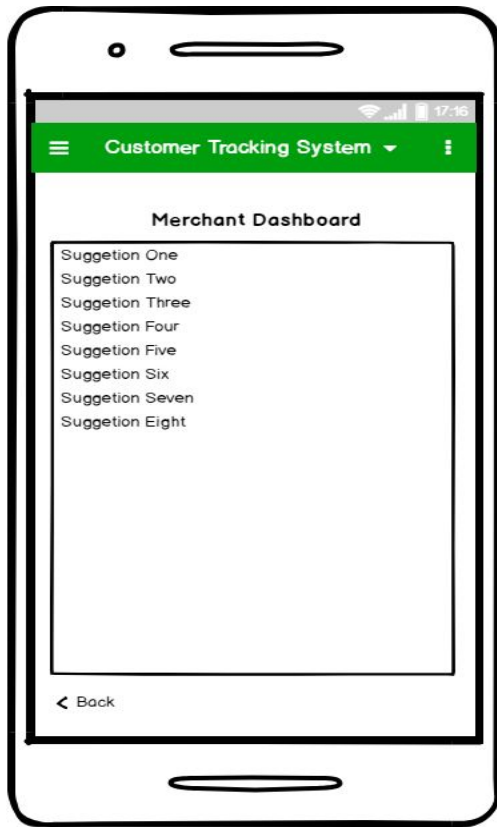 17:16
Customer Tracking System
Merchant Dashboard
Suggetion One
Suggetion Two
Suggetion Three
Suggetion Four
Suggetion Five
Suggetion Six
Suggetion Seven
Suggetion Eight
Back